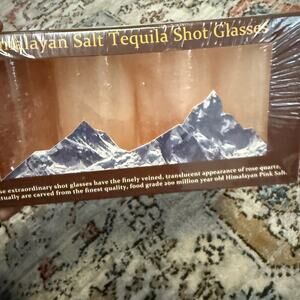 malayan Salt Tequila Shot Glasses
se extraordinary shot glasses have the finely veined, translucent appearance of rose quartz,
tually are carved from the finest quality, food grade 200 million year old Himalayan Pink Salt.